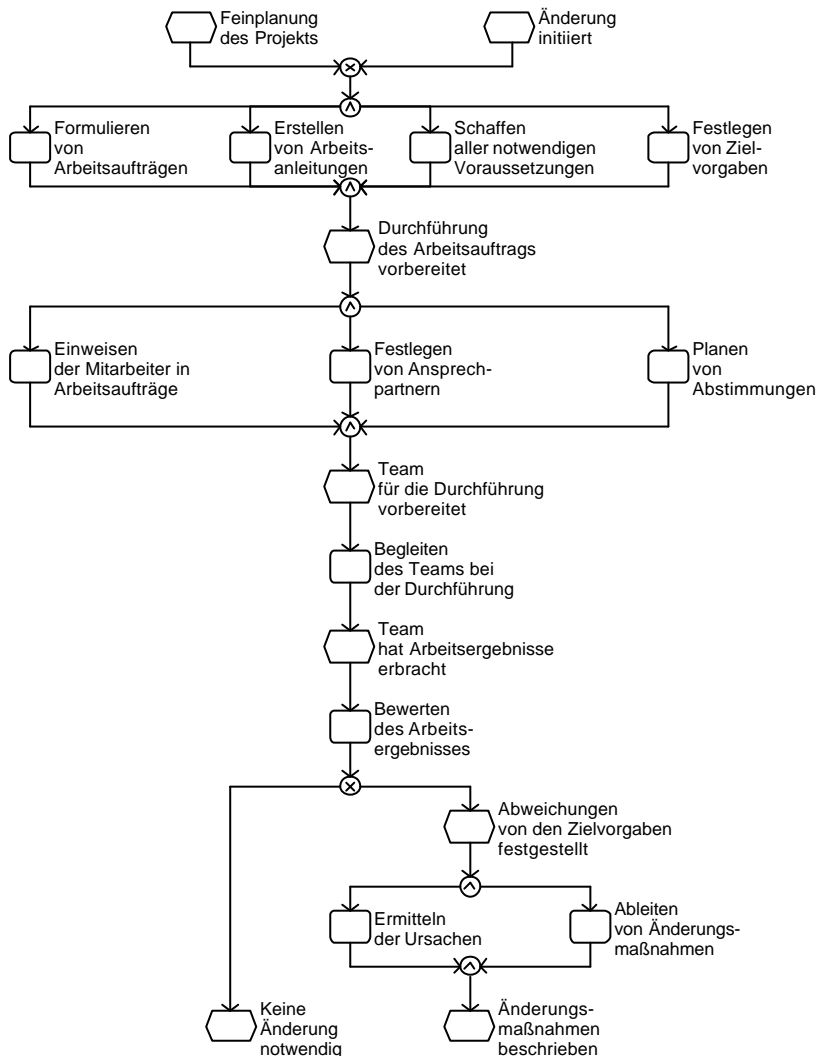 Feinplanung
des Projekts
Änderung
initiiert
Formulieren
von
Arbeitsaufträgen
Erstellen
von Arbeits-
anleitungen
Schaffen
aller notwendigen
Voraussetzungen
Festlegen
von Ziel-
vorgaben
Durchführung
des Arbeitsauftrags
vorbereitet
Einweisen
der Mitarbeiter in
Arbeitsaufträge
Festlegen
von Ansprech-
partnern
Planen
von
Abstimmungen
Team
für die Durchführung
vorbereitet
Begleiten
des Teams bei
der Durchführung
Team
hat Arbeitsergebnisse
erbracht
Bewerten
des Arbeits-
ergebnisses
Abweichungen
von den Zielvorgaben
festgestellt
Ermitteln
der Ursachen
Ableiten
von Änderungs-
maßnahmen
Keine
Änderung
notwendig
Änderungs-
maßnahmen
beschrieben